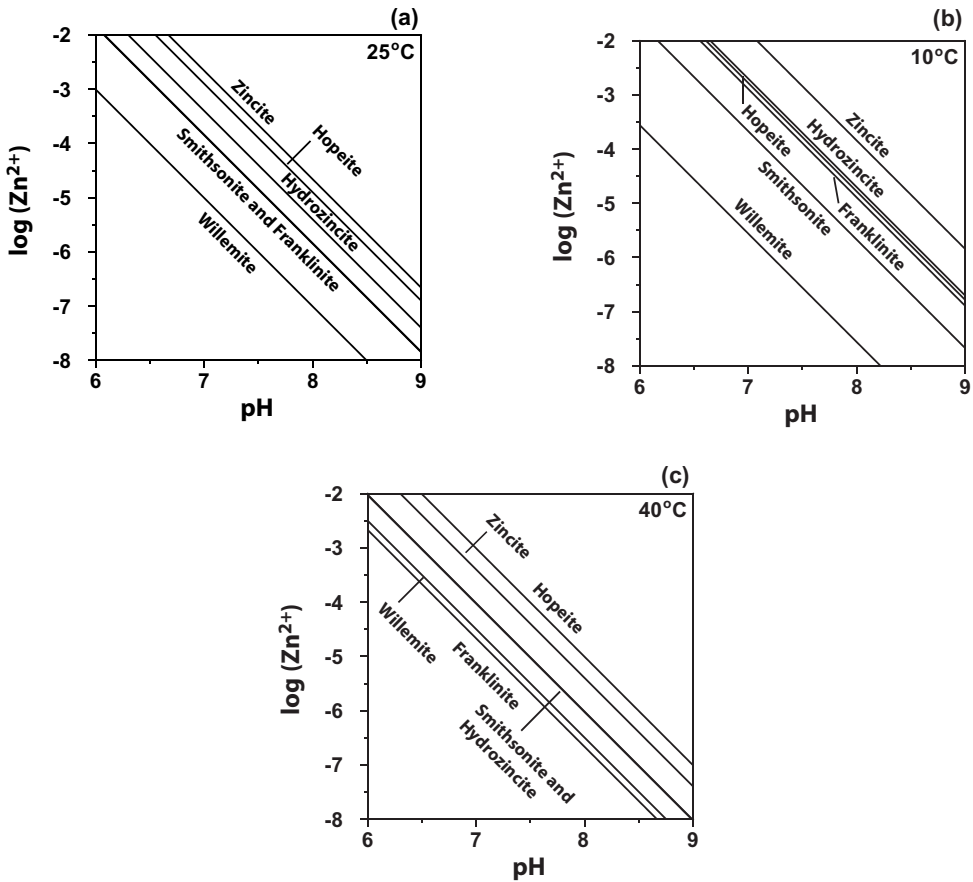 (a)
25°C
-2
-3
-4
-5
-6
-7
-8
log (Zn2+)
Zincite
Hopeite
Hydrozincite
Smithsonite and Franklinite
Willemite
6 7 8 9
pH
(b)
10°C
-2
-3
-4
-5
-6
-7
-8
log (Zn2+)
Zincite
Hydrozincite
Hopeite
Smithsonite
Franklinite
Willemite
6 7 8 9
pH
(c)
40°C
-2
-3
-4
-5
-6
-7
-8
log (Zn2+)
Zincite
Hopeite
Willemite
Franklinite
Smithsonite and
Hydrozincite
6 7 8 9
pH